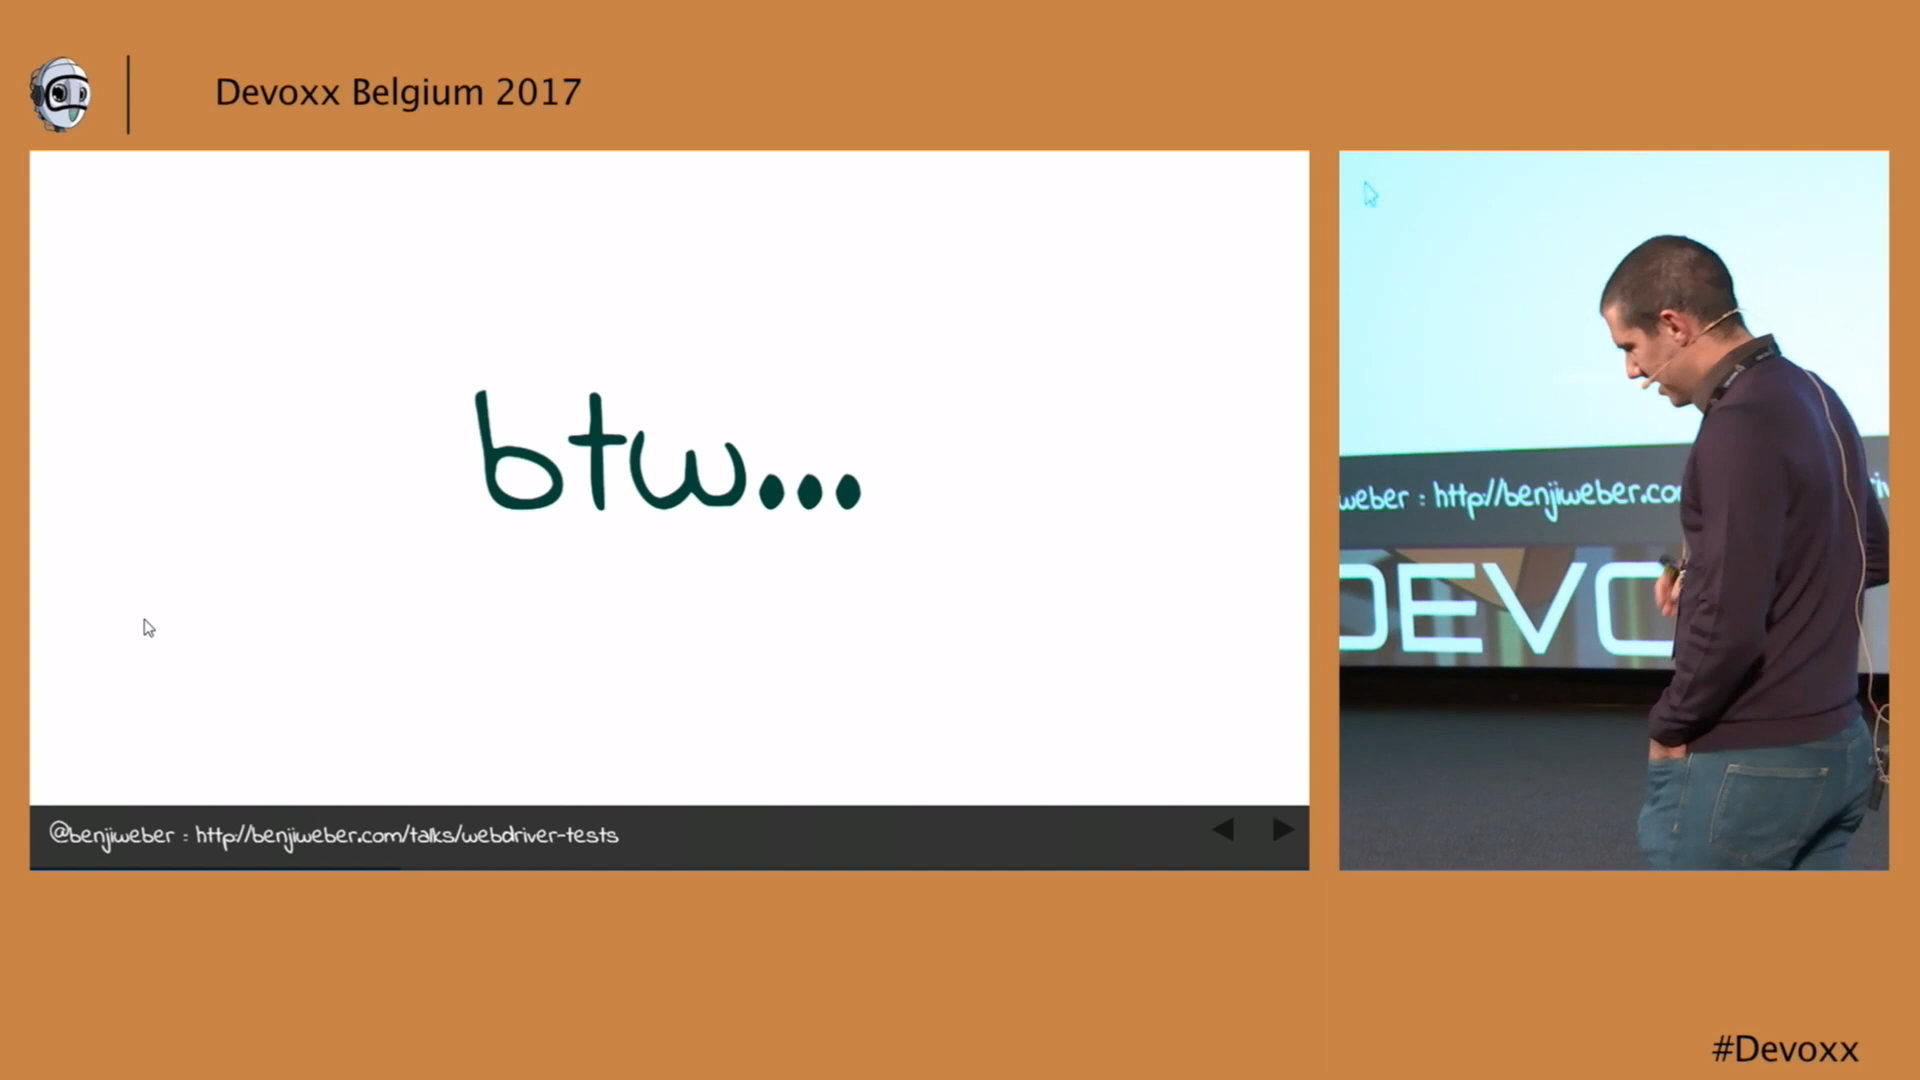 Devoxx Belgium 2017
btw...
@benjiweber : http://benjiweber.com/talks/webdriver-tests
weber : http://benjiweber.co
DEVO
#Devoxx